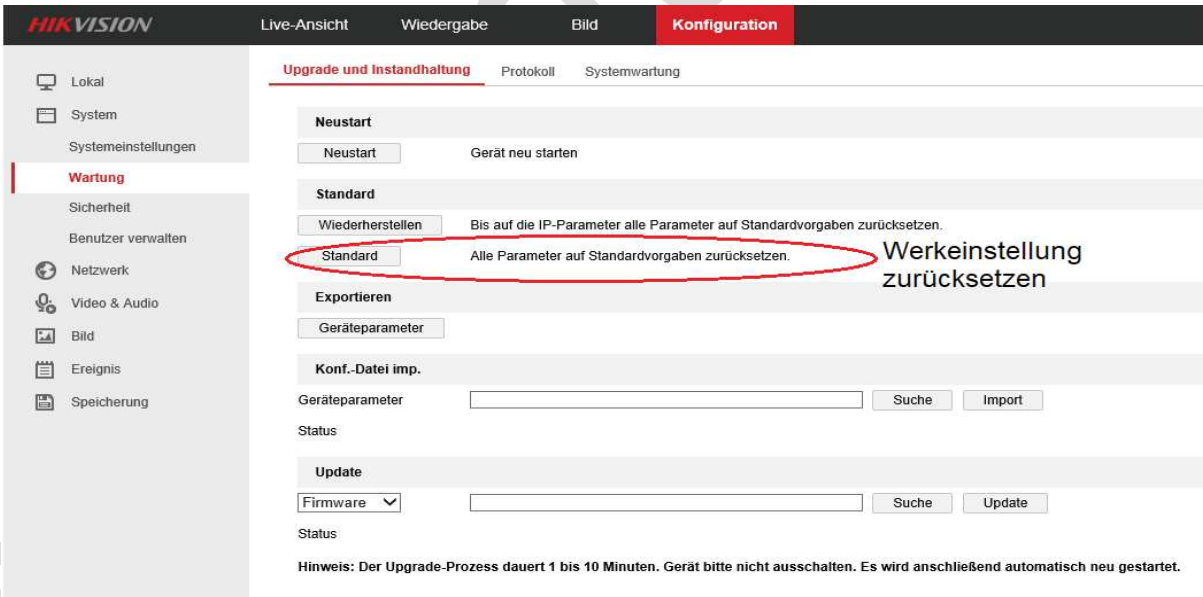 HIKVISION Live-Ansicht Wiedergabe Bild Konfiguration
Lokal
System
Systemeinstellungen
Wartung
Sicherheit
Benutzer verwalten
Netzwerk
Video & Audio
Bild
Ereignis
Speicherung
Upgrade und Instandhaltung Protokoll Systemwartung
Neustart
Neustart Gerät neu starten
Standard
Wiederherstellen Bis auf die IP-Parameter alle Parameter auf Standardvorgaben zurücksetzen.
Standard Alle Parameter auf Standardvorgaben zurücksetzen.
Werkeinstellung
zurücksetzen
Exportieren
Geräteparameter
Konf.-Datei imp.
Geräteparameter Suche Import
Status
Update
Firmware Suche Update
Status
Hinweis: Der Upgrade-Prozess dauert 1 bis 10 Minuten. Gerät bitte nicht ausschalten. Es wird anschließend automatisch neu gestartet.